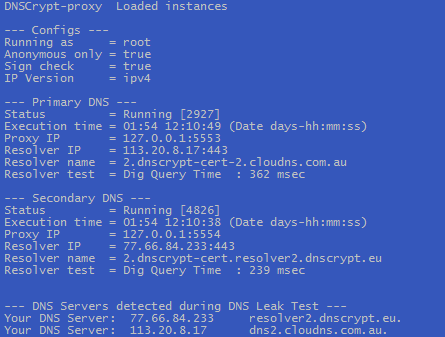 DNSCrypt-proxy  Loaded instances
--- Configs ---
Running as     = root
Anonymous only = true
Sign check     = true
IP Version     = ipv4
--- Primary DNS ---
Status         = Running [2927]
Execution time = 01:54 12:10:49 (Date days-hh:mm:ss)
Proxy IP       = 127.0.0.1:5553
Resolver IP    = 113.20.8.17:443
Resolver name  = 2.dnscrypt-cert-2.cloudns.com.au
Resolver test  = Dig Query Time  : 362 msec
--- Secondary DNS ---
Status         = Running [4826]
Execution time = 01:54 12:10:38 (Date days-hh:mm:ss)
Proxy IP       = 127.0.0.1:5554
Resolver IP    = 77.66.84.233:443
Resolver name  = 2.dnscrypt-cert.resolver2.dnscrypt.eu
Resolver test  = Dig Query Time  : 239 msec
--- DNS Servers detected during DNS Leak Test ---
Your DNS Server:  77.66.84.233     resolver2.dnscrypt.eu.
Your DNS Server:  113.20.8.17      dns2.cloudns.com.au.